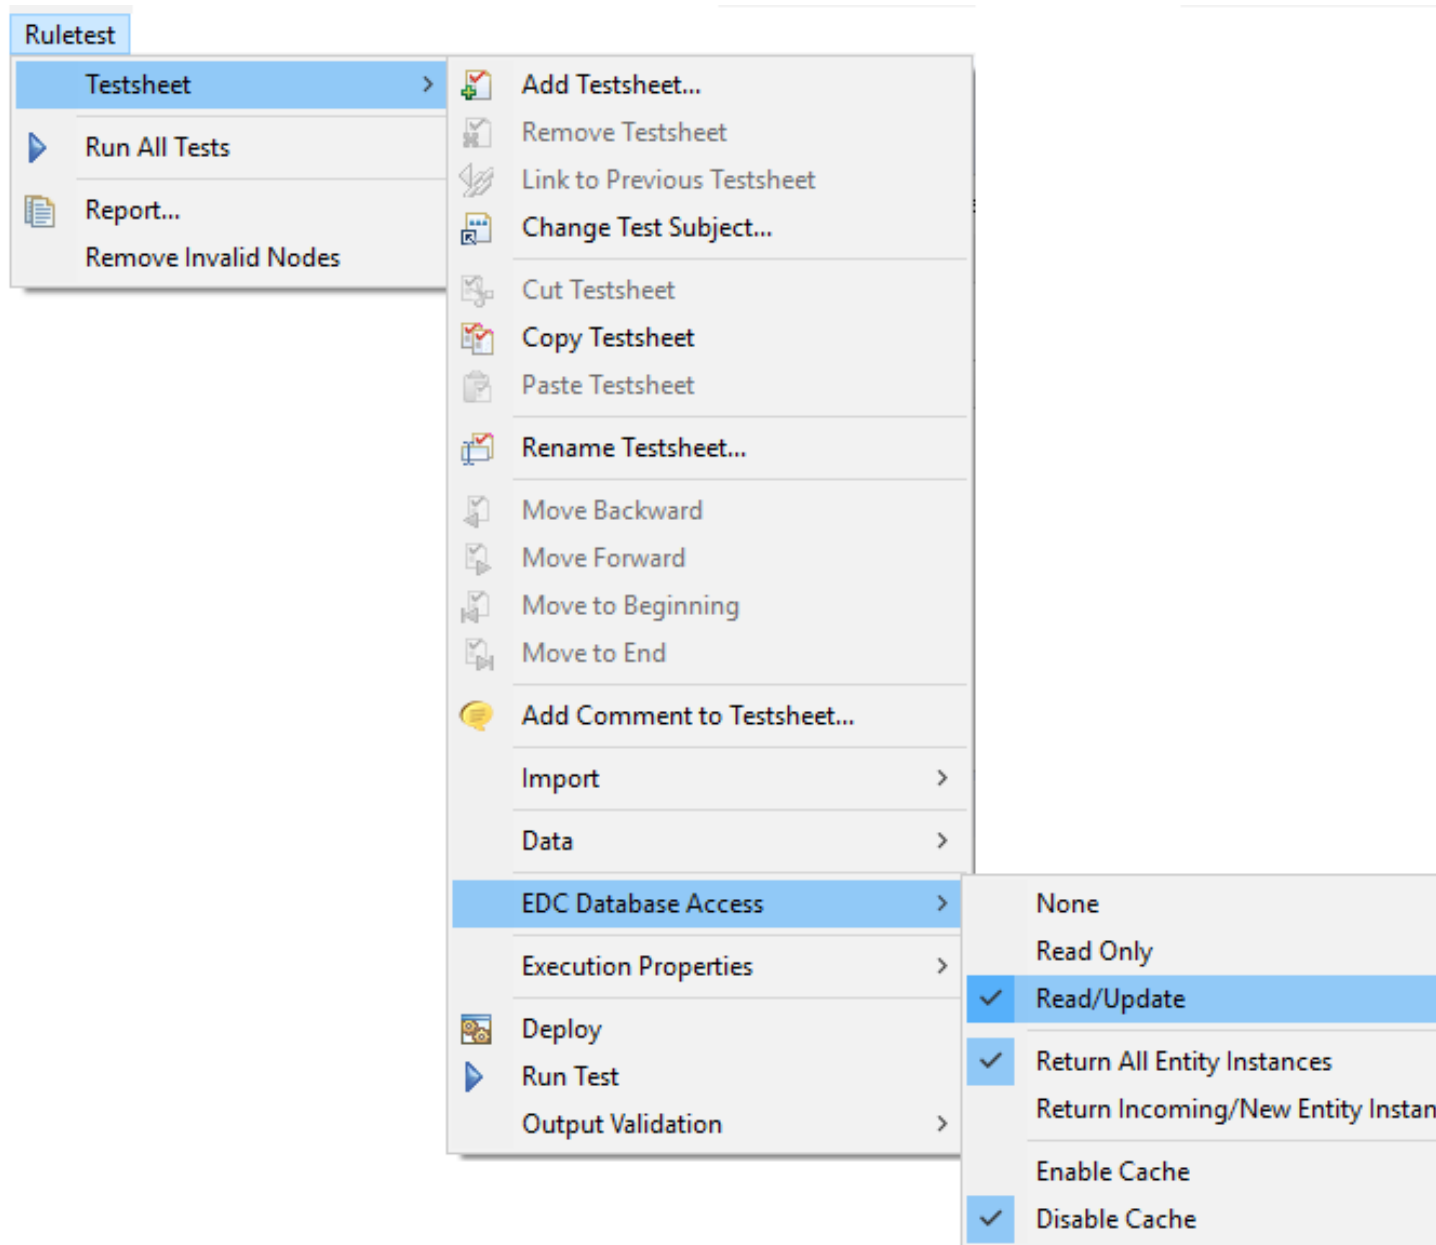 Ruletest
Testsheet
Run All Tests
Report...
Remove Invalid Nodes
Add Testsheet...
Remove Testsheet
Link to Previous Testsheet
Change Test Subject...
Cut Testsheet
Copy Testsheet
Paste Testsheet
Rename Testsheet...
Move Backward
Move Forward
Move to Beginning
Move to End
Add Comment to Testsheet...
Import
Data
EDC Database Access
Execution Properties
Deploy
Run Test
Output Validation
None
Read Only
Read/Update
Return All Entity Instances
Return Incoming/New Entity Instan
Enable Cache
Disable Cache